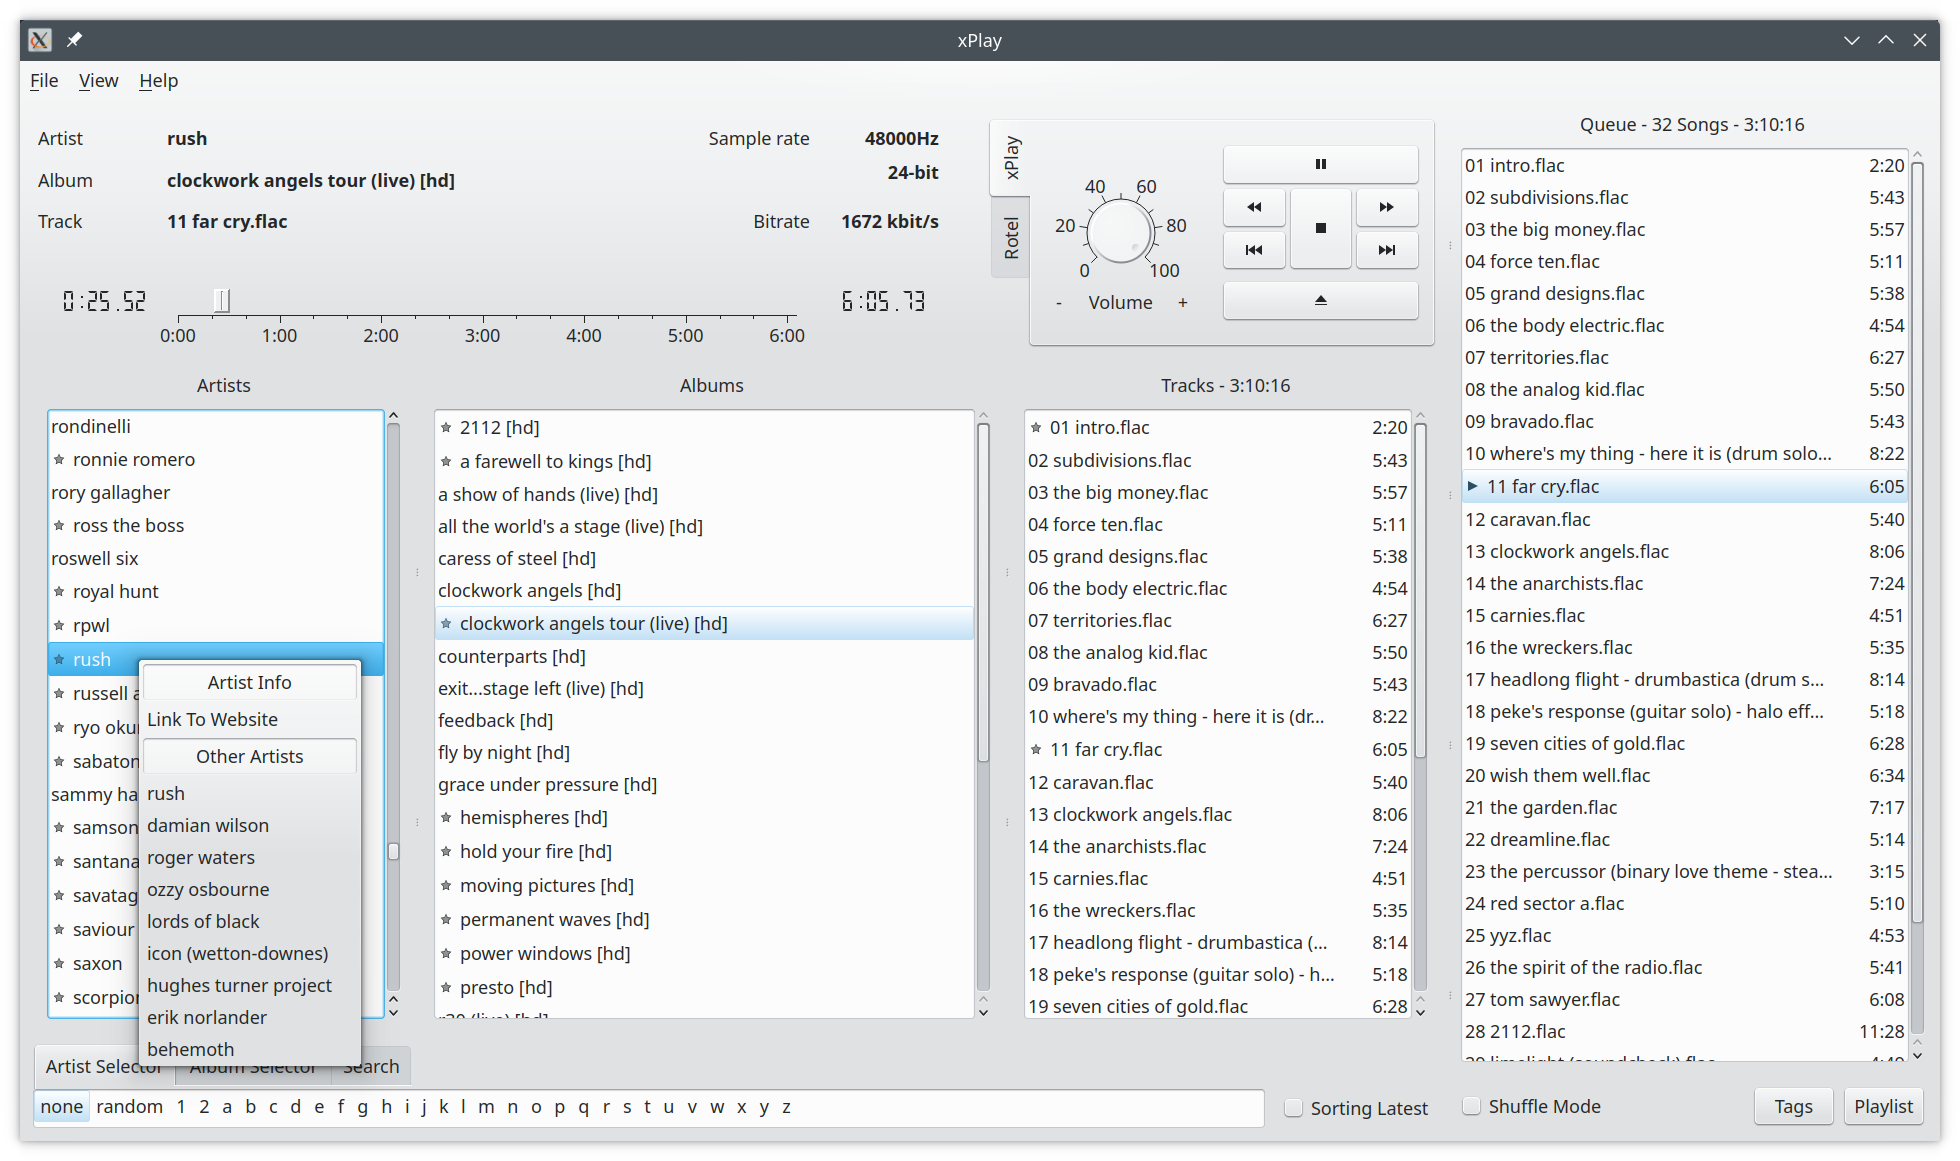 xPlay
File View Help
Artist rush
Album clockwork angels tour (live) [hd]
Track 11 far cry.flac
Sample rate 48000Hz
24-bit
Bitrate 1672 kbit/s
0:25.52
6:05.73
0:00 1:00 2:00 3:00 4:00 5:00 6:00
xPlay
Rotel
40 60
20 80
0 100
- Volume +
Queue - 32 Songs - 3:10:16
01 intro.flac 2:20
02 subdivisions.flac 5:43
03 the big money.flac 5:57
04 force ten.flac 5:11
05 grand designs.flac 5:38
06 the body electric.flac 4:54
07 territories.flac 6:27
08 the analog kid.flac 5:50
09 bravado.flac 5:43
10 where's my thing - here it is (drum solo... 8:22
11 far cry.flac 6:05
12 caravan.flac 5:40
13 clockwork angels.flac 8:06
14 the anarchists.flac 7:24
15 carnies.flac 4:51
16 the wreckers.flac 5:35
17 headlong flight - drumbastica (drum s... 8:14
18 peke's response (guitar solo) - halo eff... 5:18
19 seven cities of gold.flac 6:28
20 wish them well.flac 6:34
21 the garden.flac 7:17
22 dreamline.flac 5:14
23 the percussor (binary love theme - stea... 3:15
24 red sector a.flac 5:10
25 yyz.flac 4:53
26 the spirit of the radio.flac 5:41
27 tom sawyer.flac 6:08
28 2112.flac 11:28
Artists
rondinelli
ronnie romero
rory gallagher
ross the boss
roswell six
royal hunt
rpwl
rush
russell a
ryo oku
sabaton
sammy ha
samson
santana
savatag
saviour
saxon
scorpion
Artist Info
Link To Website
Other Artists
rush
damian wilson
roger waters
ozzy osbourne
lords of black
icon (wetton-downes)
hughes turner project
erik norlander
behemoth
Albums
2112 [hd]
a farewell to kings [hd]
a show of hands (live) [hd]
all the world's a stage (live) [hd]
caress of steel [hd]
clockwork angels [hd]
clockwork angels tour (live) [hd]
counterparts [hd]
exit...stage left (live) [hd]
feedback [hd]
fly by night [hd]
grace under pressure [hd]
hemispheres [hd]
hold your fire [hd]
moving pictures [hd]
permanent waves [hd]
power windows [hd]
presto [hd]
Tracks - 3:10:16
01 intro.flac 2:20
02 subdivisions.flac 5:43
03 the big money.flac 5:57
04 force ten.flac 5:11
05 grand designs.flac 5:38
06 the body electric.flac 4:54
07 territories.flac 6:27
08 the analog kid.flac 5:50
09 bravado.flac 5:43
10 where's my thing - here it is (dr... 8:22
11 far cry.flac 6:05
12 caravan.flac 5:40
13 clockwork angels.flac 8:06
14 the anarchists.flac 7:24
15 carnies.flac 4:51
16 the wreckers.flac 5:35
17 headlong flight - drumbastica (... 8:14
18 peke's response (guitar solo) - h... 5:18
19 seven cities of gold.flac 6:28
Artist Selector Album Selector Search
none random 1 2 a b c d e f g h i j k l m n o p q r s t u v w x y z
Sorting Latest
Shuffle Mode
Tags
Playlist